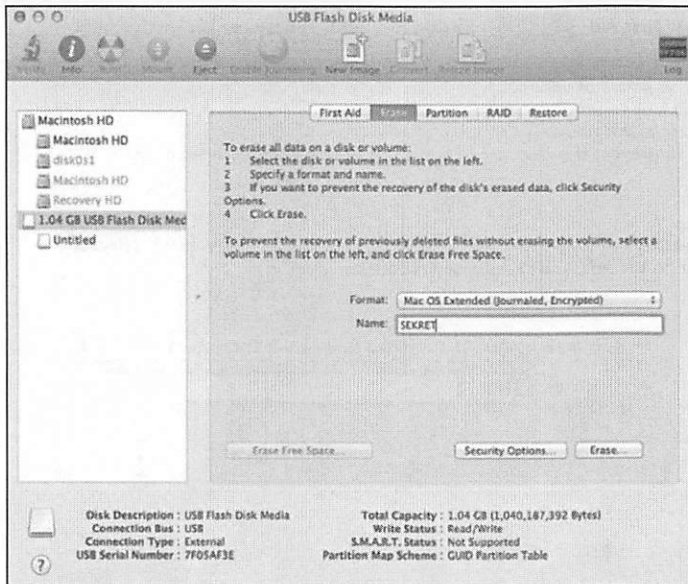 USB Flash Disk Media
Verify Info Burn Mount Eject Enable Journaling New Image Convert Resize Image Log
First Aid Erase Partition RAID Restore
Macintosh HD
Macintosh HD
disk0s1
Macintosh HD
Recovery HD
1.04 GB USB Flash Disk Med
Untitled
To erase all data on a disk or volume:
1 Select the disk or volume in the list on the left.
2 Specify a format and name.
3 If you want to prevent the recovery of the disk's erased data, click Security
Options.
4 Click Erase.
To prevent the recovery of previously deleted files without erasing the volume, select a
volume in the list on the left, and click Erase Free Space.
Format: Mac OS Extended (Journaled, Encrypted)
Name: SEKRET
Erase Free Space... Security Options... Erase...
Disk Description : USB Flash Disk Media
Connection Bus : USB
Connection Type : External
USB Serial Number : 7F05AF3E
Total Capacity : 1.04 GB (1,040,187,392 Bytes)
Write Status : Read/Write
S.M.A.R.T. Status : Not Supported
Partition Map Scheme : GUID Partition Table
?